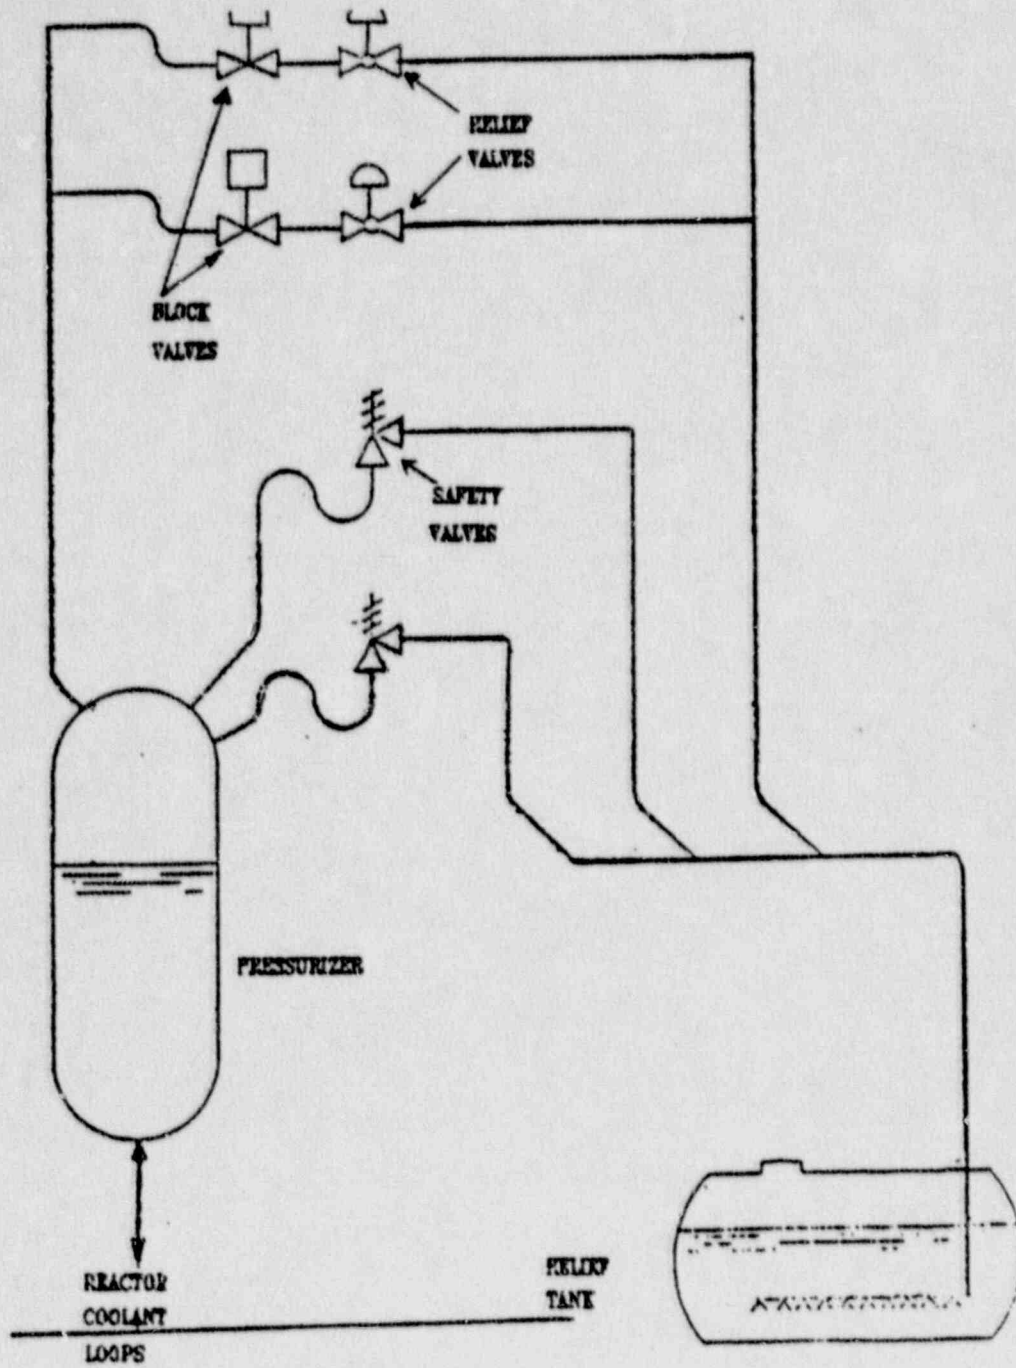 RELIEF
VALVES
BLOCK
VALVES
SAFETY
VALVES
PRESSURIZER
REACTOR
COOLANT
LOOPS
RELIEF
TANK